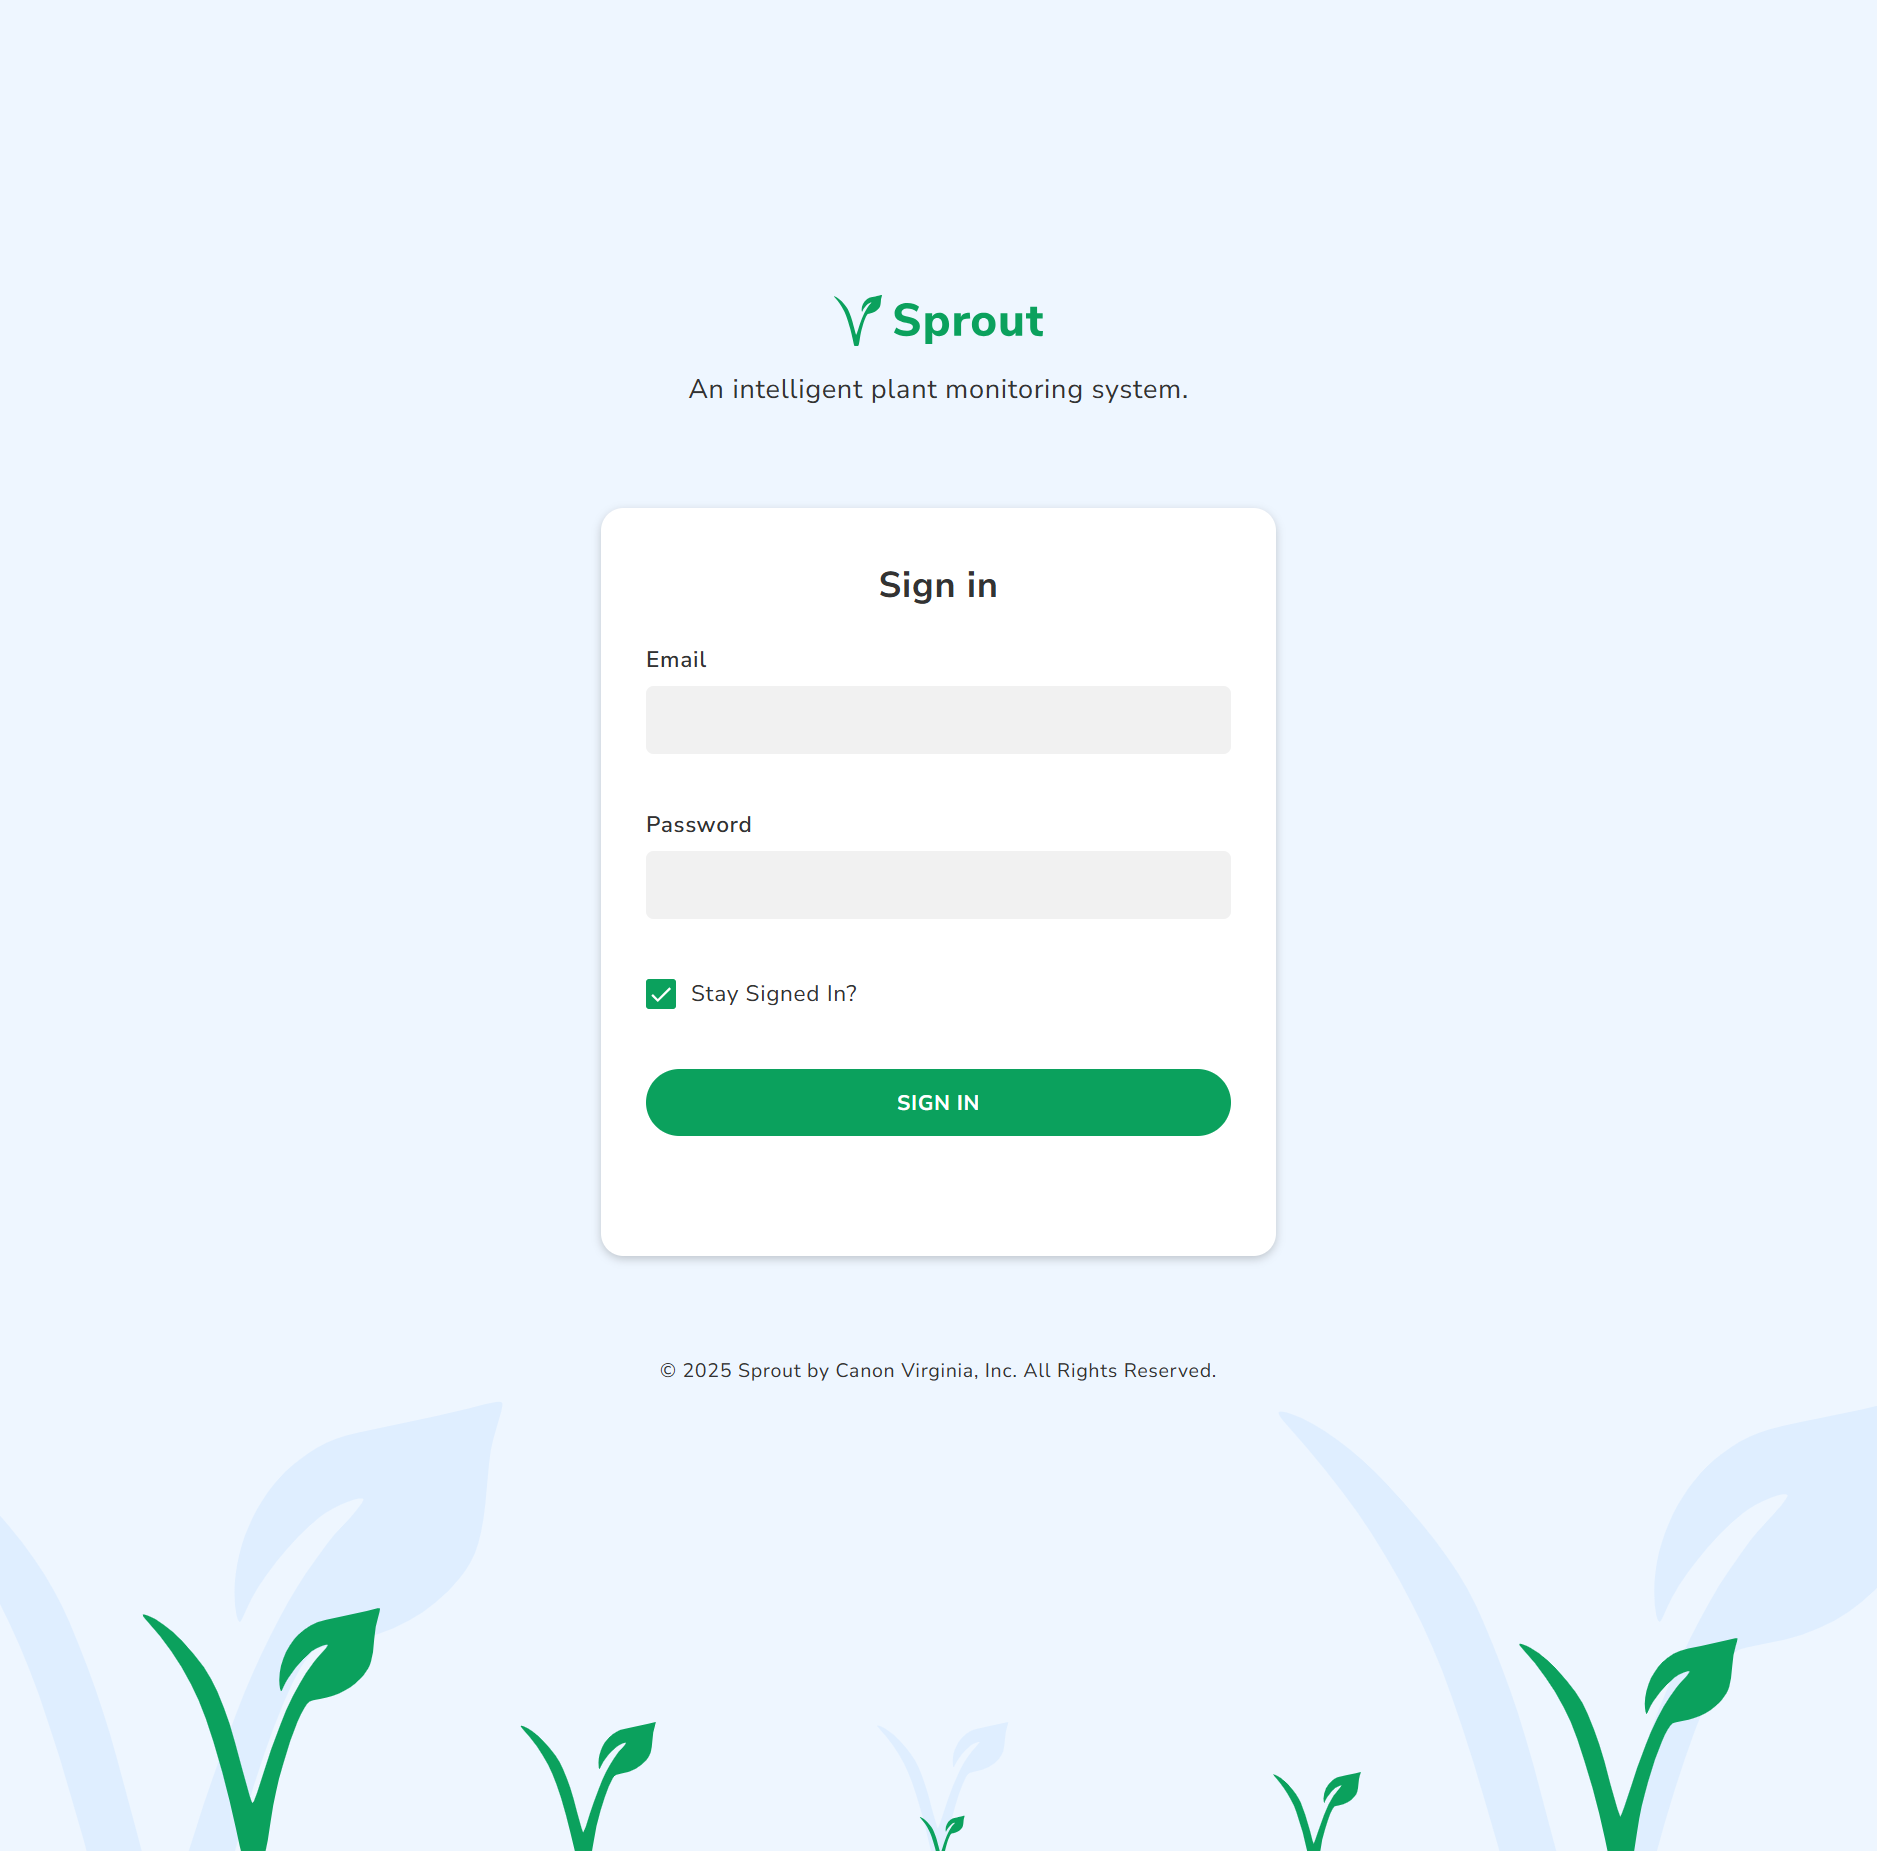 Sprout
An intelligent plant monitoring system.
Sign in
Email
Password
Stay Signed In?
SIGN IN
© 2025 Sprout by Canon Virginia, Inc. All Rights Reserved.